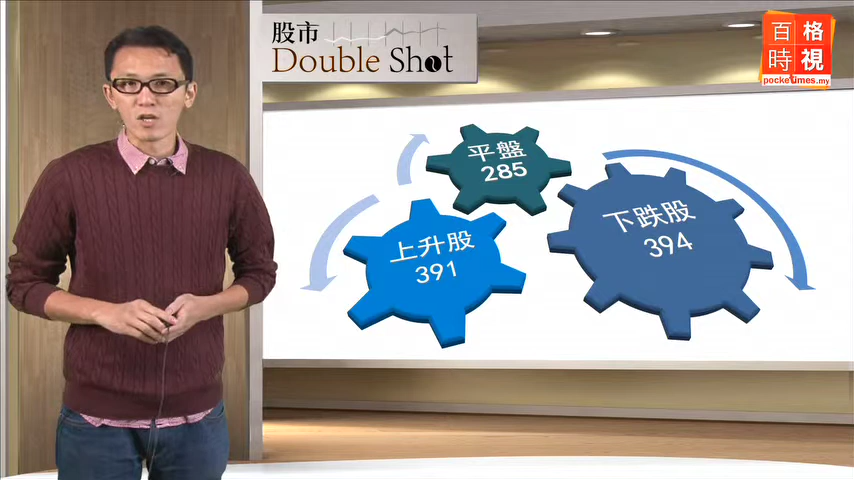 股市
Double Shot
百格
時視
pocketimes.my
平盤
285
上升股
391
下跌股
394